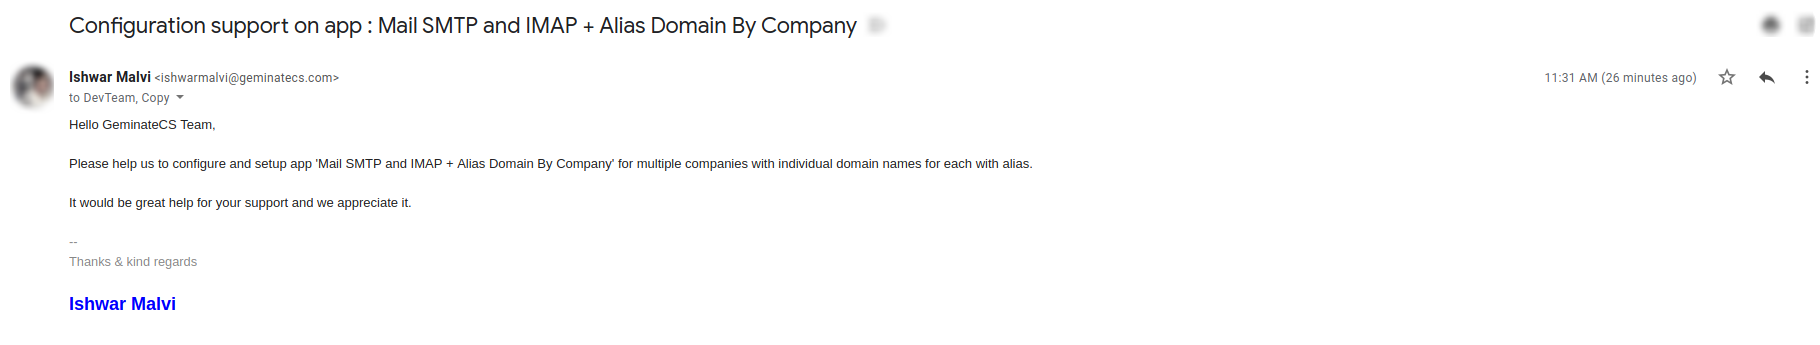 Configuration support on app : Mail SMTP and IMAP + Alias Domain By Company
Ishwar Malvi <ishwarmalvi@geminatecs.com>
11:31 AM (26 minutes ago)
to DevTeam, Copy
Hello GeminateCS Team,
Please help us to configure and setup app 'Mail SMTP and IMAP + Alias Domain By Company' for multiple companies with individual domain names for each with alias.
It would be great help for your support and we appreciate it.
--
Thanks & kind regards
Ishwar Malvi